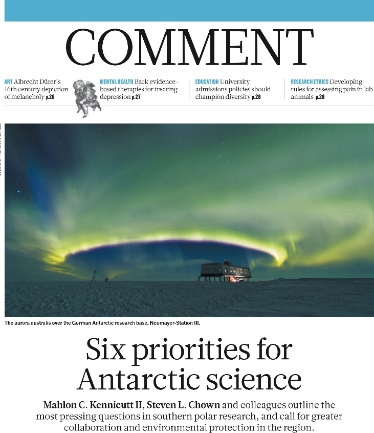 COMMENT
ART Albrecht Dürer's 16th century depiction of melancholy p.26
MENTAL HEALTH Back evidence-based therapies for treating depression p.27
EDUCATION University admissions policies should champion diversity p.28
RESEARCH ETHICS Developing rules for assessing pain in lab animals p.28
The aurora australis over the German Antarctic research base, Neumayer-Station III.
Six priorities for
Antarctic science
Mahlon C. Kennicutt II, Steven L. Chown and colleagues outline the
most pressing questions in southern polar research, and call for greater
collaboration and environmental protection in the region.